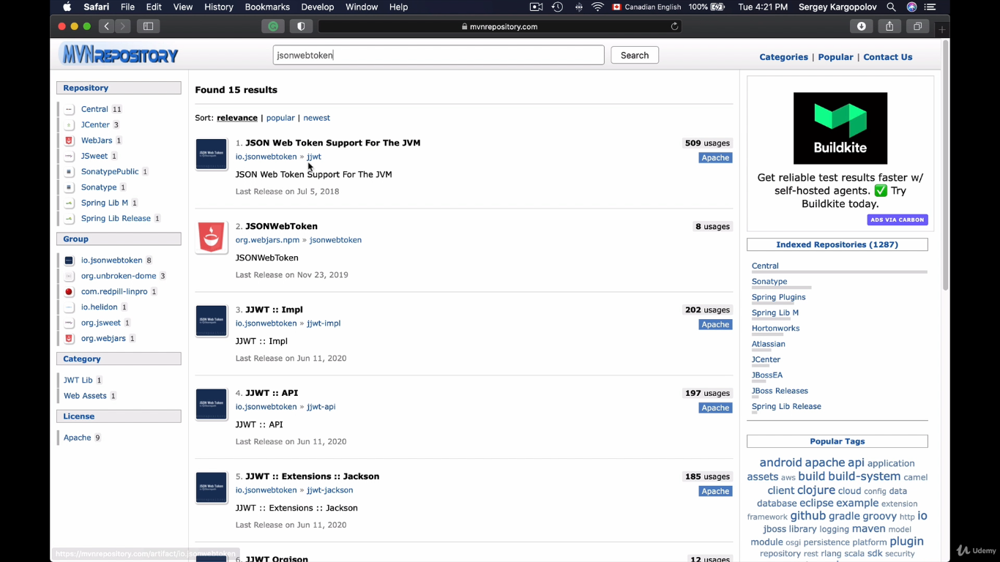 Safari File Edit View History Bookmarks Develop Window Help Canadian English 100% Tue 4:21 PM Sergey Kargopolov
mvnrepository.com
MVNREPOSITORY jsonwebtoken Search Categories | Popular | Contact Us
Repository
Central 11
JCenter 3
WebJars 1
JSweet 1
SonatypePublic 1
Sonatype 1
Spring Lib M 1
Spring Lib Release 1
Group
io.jsonwebtoken 8
org.unbroken-dome 3
com.redpill-linpro 1
io.helidon 1
org.jsweet 1
org.webjars 1
Category
JWT Lib 1
Web Assets 1
License
Apache 9
Found 15 results
Sort: relevance | popular | newest
1. JSON Web Token Support For The JVM 509 usages
io.jsonwebtoken » jjwt Apache
JSON Web Token Support For The JVM
Last Release on Jul 5, 2018
2. JSONWebToken 8 usages
org.webjars.npm » jsonwebtoken
JSONWebToken
Last Release on Nov 23, 2019
3. JJWT :: Impl 202 usages
io.jsonwebtoken » jjwt-impl Apache
JJWT :: Impl
Last Release on Jun 11, 2020
4. JJWT :: API 197 usages
io.jsonwebtoken » jjwt-api Apache
JJWT :: API
Last Release on Jun 11, 2020
5. JJWT :: Extensions :: Jackson 185 usages
io.jsonwebtoken » jjwt-jackson Apache
JJWT :: Extensions :: Jackson
Last Release on Jun 11, 2020
6. JJWT Orgjson 12 usages
Buildkite
Get reliable test results faster w/
self-hosted agents. ✅ Try
Buildkite today.
ADS VIA CARBON
Indexed Repositories (1287)
Central
Sonatype
Spring Plugins
Spring Lib M
Hortonworks
Atlassian
JCenter
JBossEA
JBoss Releases
Spring Lib Release
Popular Tags
android apache api application
assets aws build build-system camel
client clojure cloud config data
database eclipse example extension
framework github gradle groovy http io
jboss library logging maven model
module osgi persistence platform plugin
repository rest rlang scala sdk security
https://mvnrepository.com/artifact/io.jsonwebtoken
Udemy